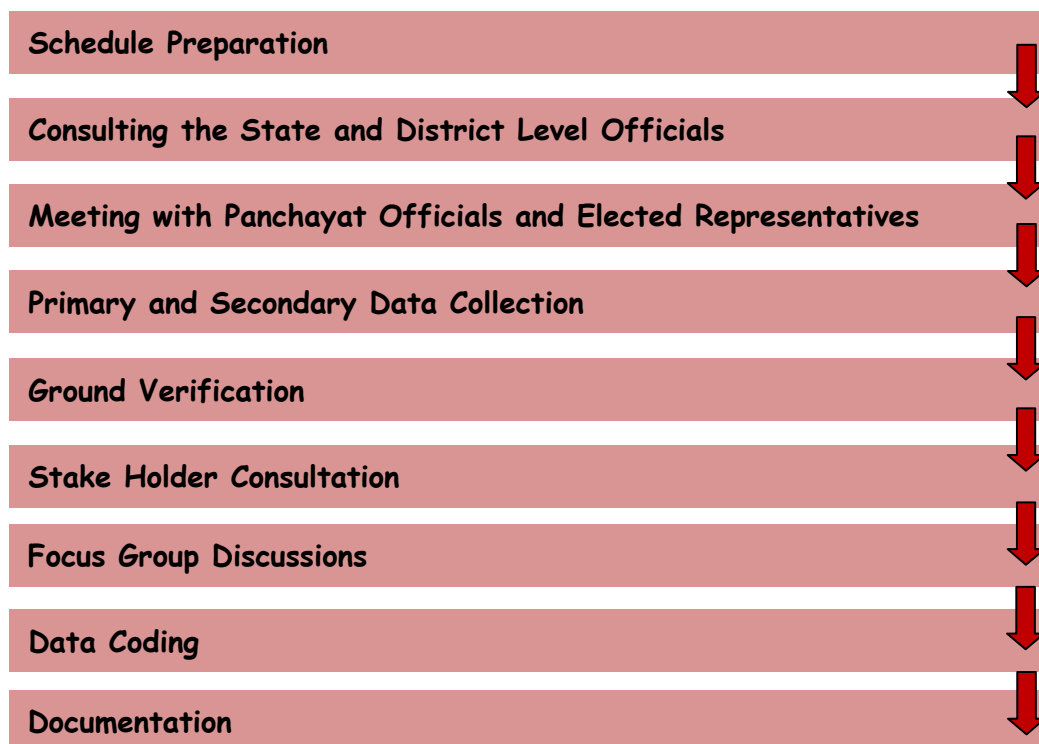 Schedule Preparation
Consulting the State and District Level Officials
Meeting with Panchayat Officials and Elected Representatives
Primary and Secondary Data Collection
Ground Verification
Stake Holder Consultation
Focus Group Discussions
Data Coding
Documentation